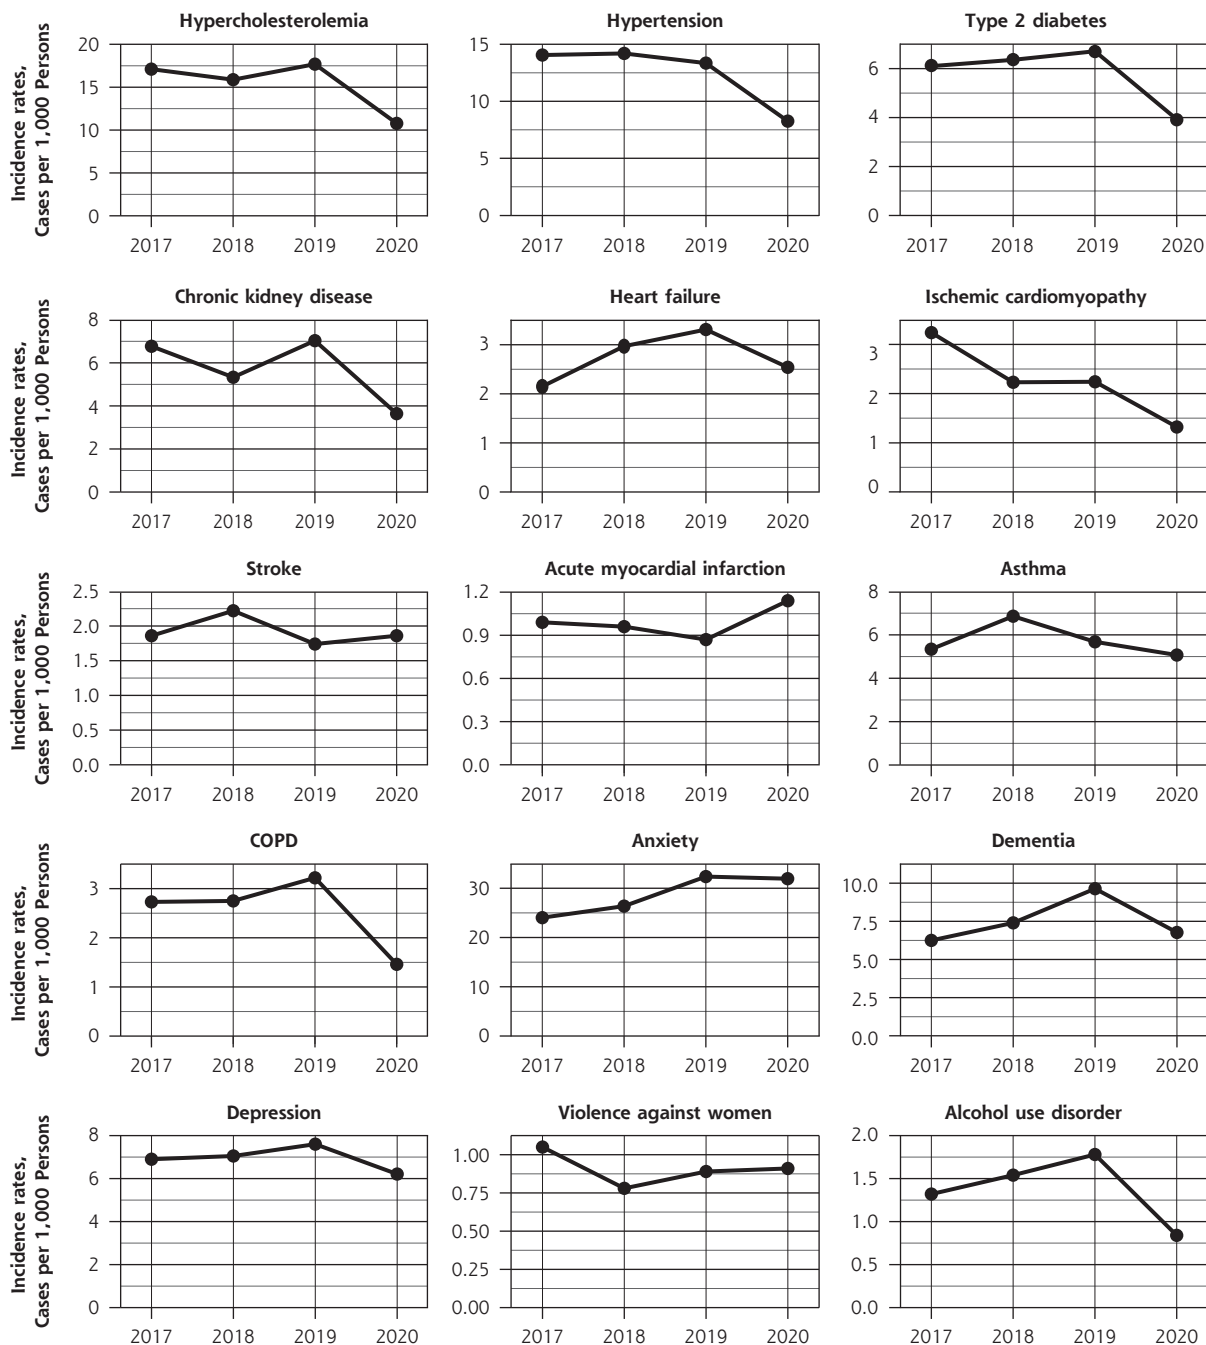 Hypercholesterolemia
Hypertension
Type 2 diabetes
Incidence rates,
Cases per 1,000 Persons
20
15
10
5
0
2017 2018 2019 2020
15
10
5
0
2017 2018 2019 2020
6
4
2
0
2017 2018 2019 2020
Chronic kidney disease
Heart failure
Ischemic cardiomyopathy
Incidence rates,
Cases per 1,000 Persons
8
6
4
2
0
2017 2018 2019 2020
3
2
1
0
2017 2018 2019 2020
3
2
1
0
2017 2018 2019 2020
Stroke
Acute myocardial infarction
Asthma
Incidence rates,
Cases per 1,000 Persons
2.5
2.0
1.5
1.0
0.5
0.0
2017 2018 2019 2020
1.2
0.9
0.6
0.3
0.0
2017 2018 2019 2020
8
6
4
2
0
2017 2018 2019 2020
COPD
Anxiety
Dementia
Incidence rates,
Cases per 1,000 Persons
3
2
1
0
2017 2018 2019 2020
30
20
10
0
2017 2018 2019 2020
10.0
7.5
5.0
2.5
0.0
2017 2018 2019 2020
Depression
Violence against women
Alcohol use disorder
Incidence rates,
Cases per 1,000 Persons
8
6
4
2
0
2017 2018 2019 2020
1.00
0.75
0.50
0.25
0.00
2017 2018 2019 2020
2.0
1.5
1.0
0.5
0.0
2017 2018 2019 2020